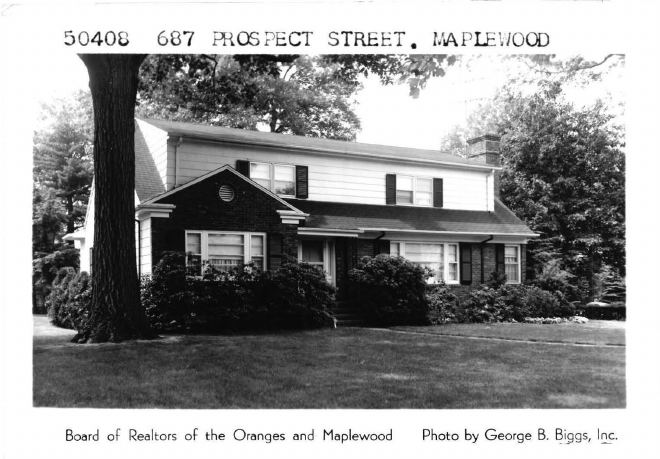 50408 687 PROSPECT STREET. MAPLEWOOD
Board of Realtors of the Oranges and Maplewood Photo by George B. Biggs, Inc.